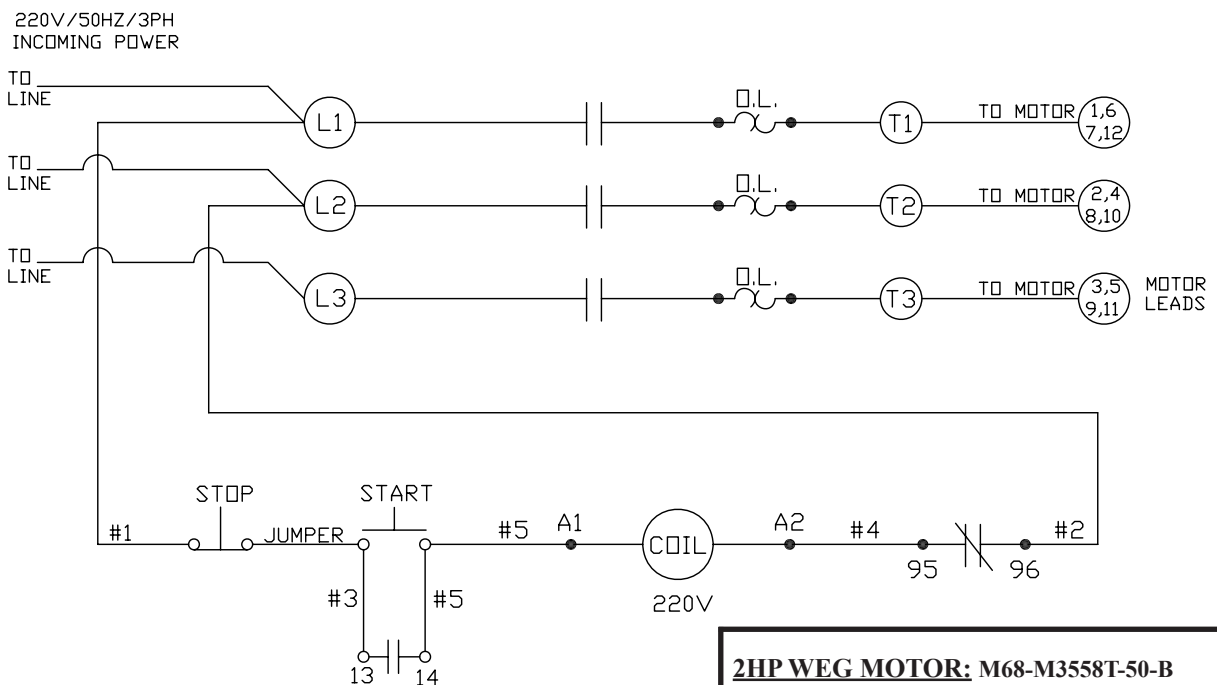 220V/50HZ/3PH
INCOMING POWER
TO
LINE
L1
O.L.
T1
TO MOTOR
1,6
7,12
TO
LINE
L2
O.L.
T2
TO MOTOR
2,4
8,10
TO
LINE
L3
O.L.
T3
TO MOTOR
3,5
9,11
MOTOR
LEADS
STOP
START
#1
JUMPER
#5
A1
COIL
A2
#4
#2
95
96
220V
#3
#5
13
14
2HP WEG MOTOR: M68-M3558T-50-B